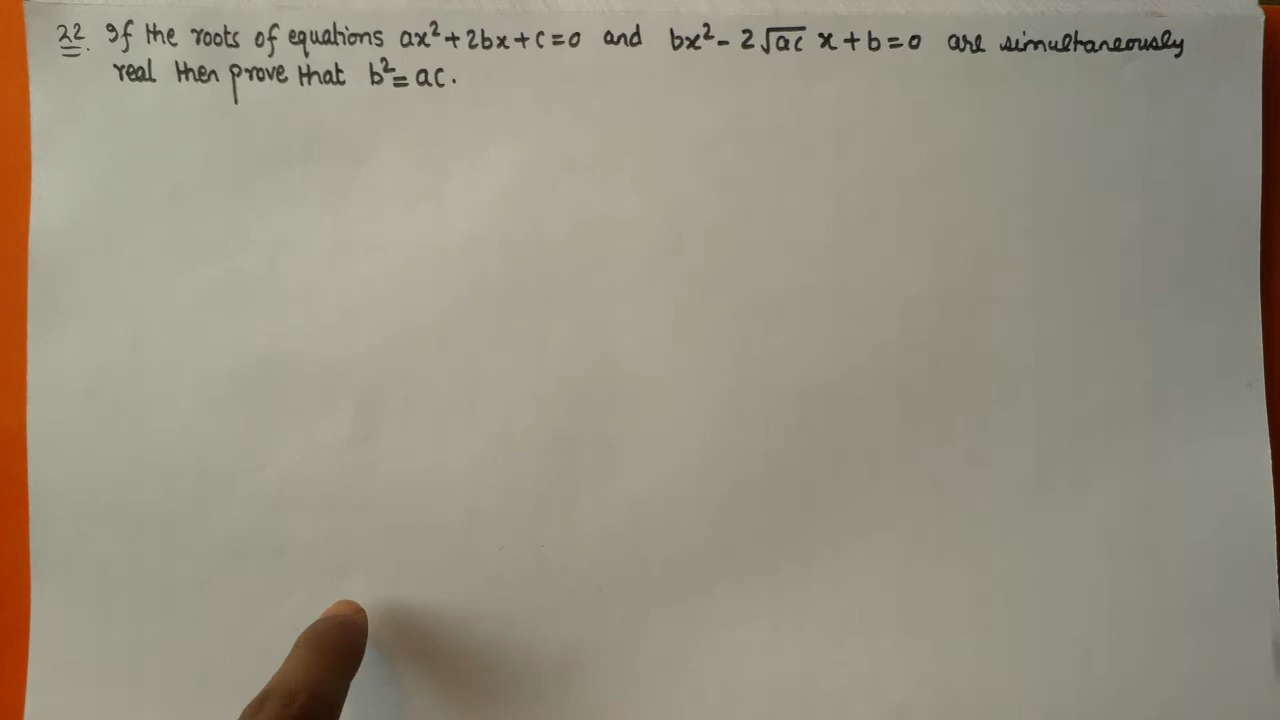 22. If the roots of equations ax²+2bx+c=0 and bx²-2√ac x+b=0 are simultaneously
real then prove that b²=ac.